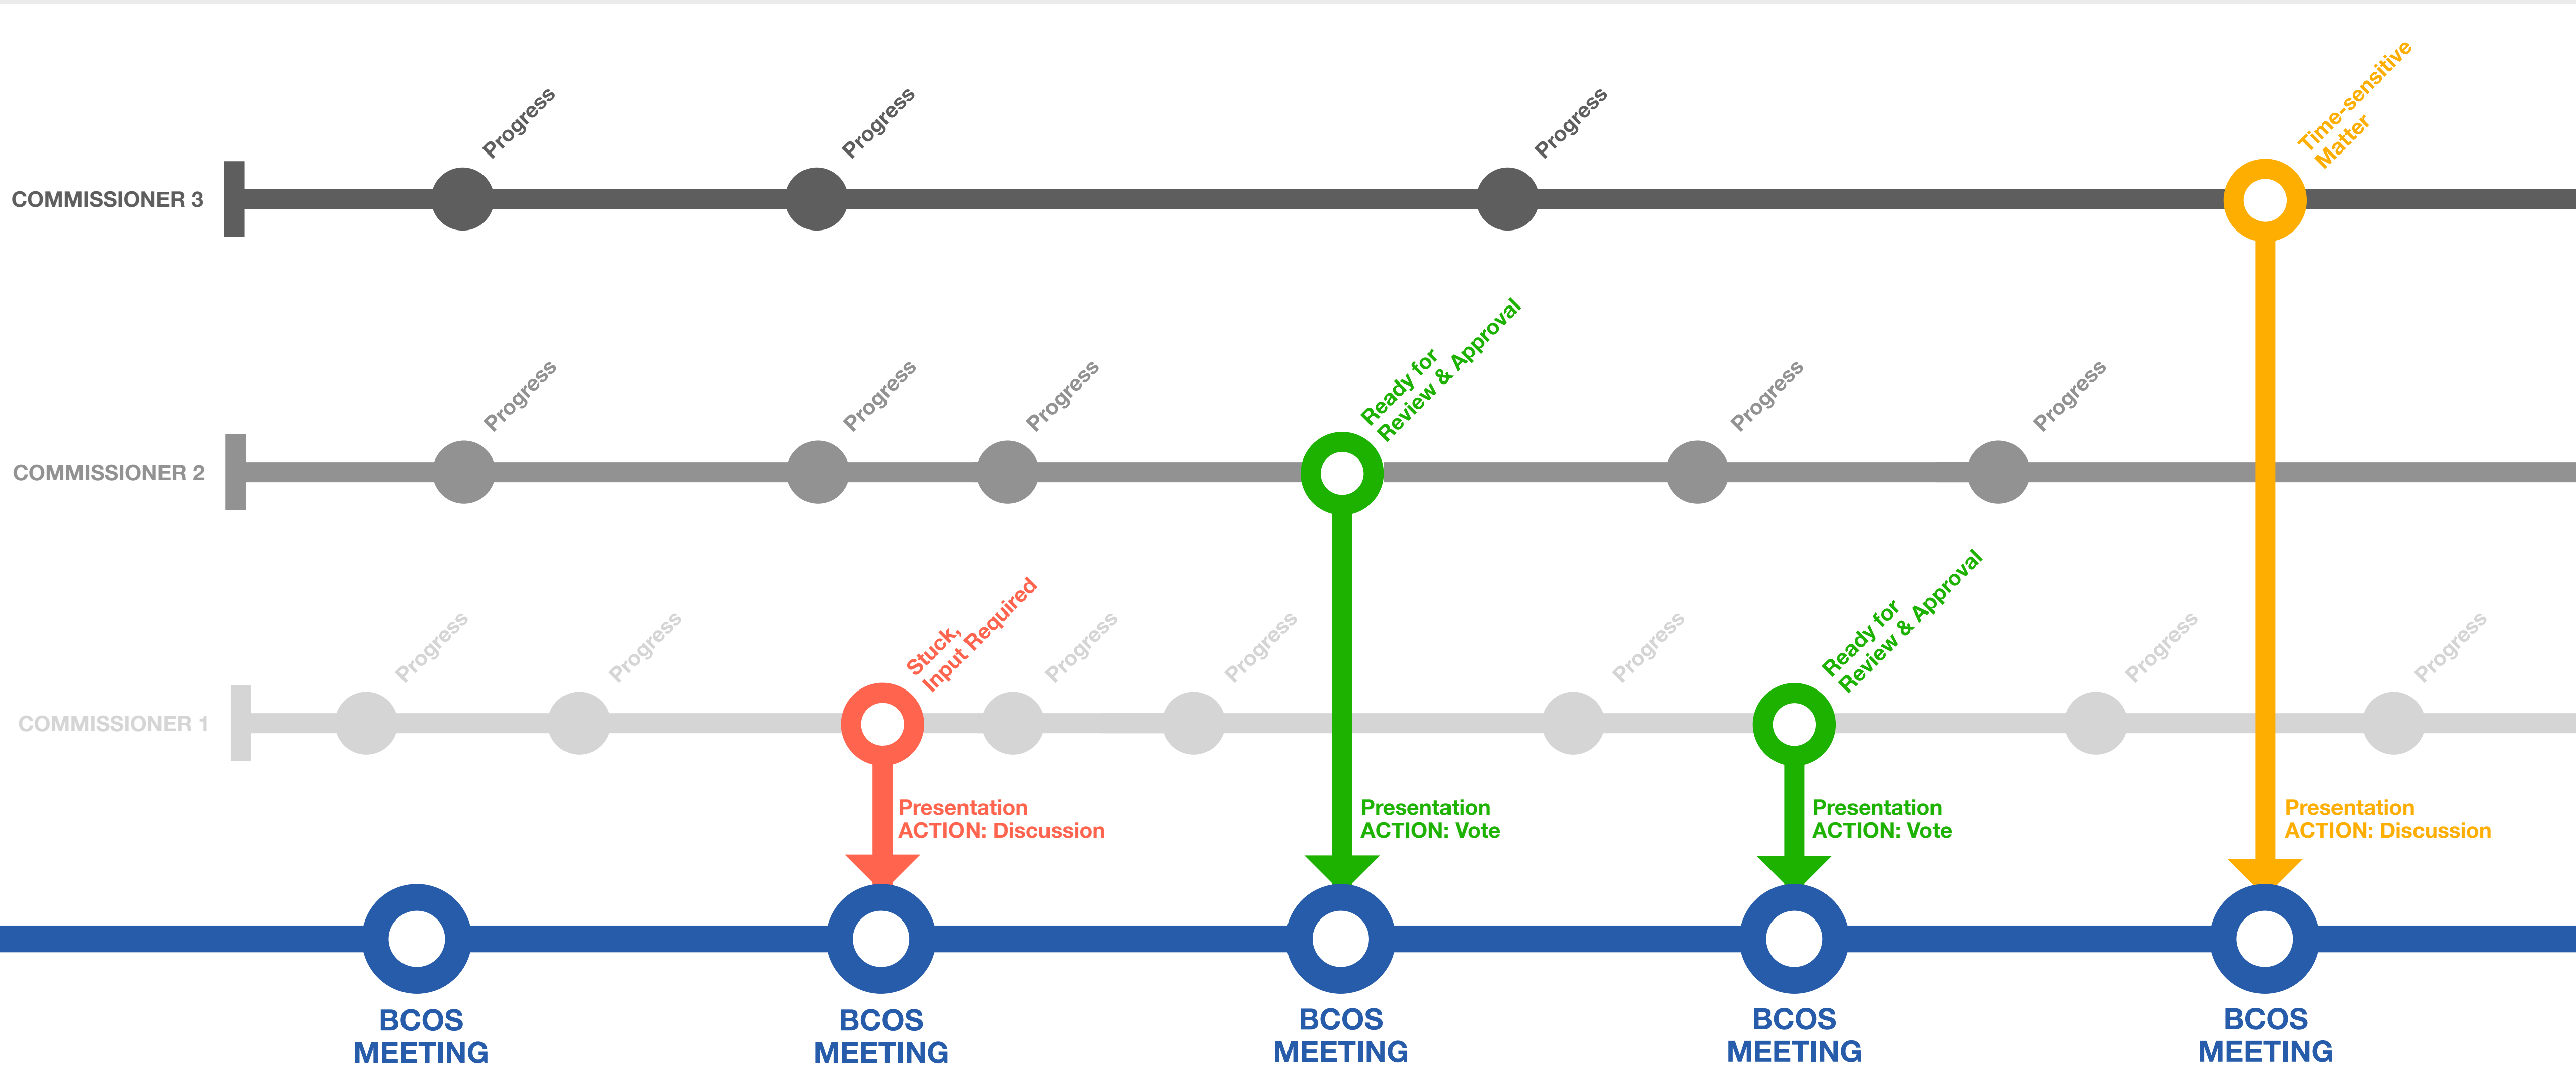 Progress
Progress
Progress
Time-sensitive
Matter
COMMISSIONER 3
Progress
Progress
Progress
Ready for
Review & Approval
Progress
Progress
COMMISSIONER 2
Progress
Progress
Stuck,
Input Required
Progress
Progress
Progress
Ready for
Review & Approval
Progress
Progress
COMMISSIONER 1
Presentation
ACTION: Discussion
Presentation
ACTION: Vote
Presentation
ACTION: Vote
Presentation
ACTION: Discussion
BCOS
MEETING
BCOS
MEETING
BCOS
MEETING
BCOS
MEETING
BCOS
MEETING